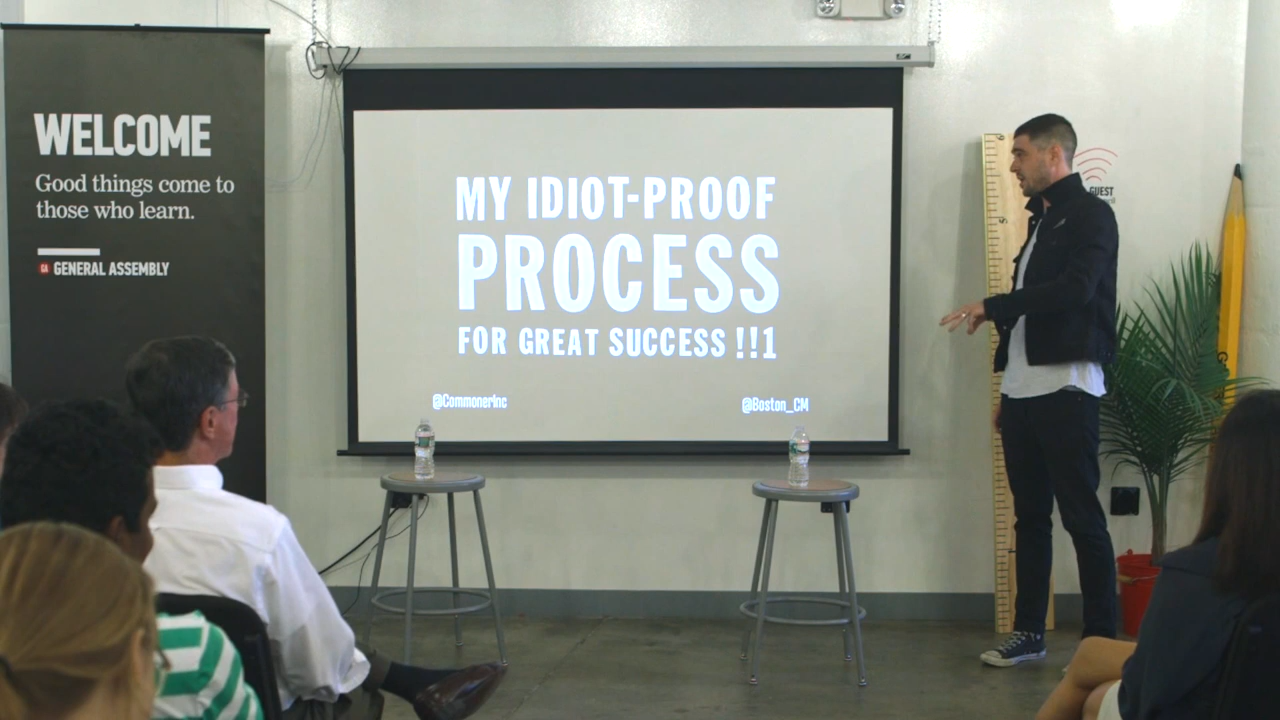 WELCOME
Good things come to
those who learn.
GA GENERAL ASSEMBLY
MY IDIOT-PROOF
PROCESS
FOR GREAT SUCCESS !!1
@CommonerInc
@Boston_CM
GUEST